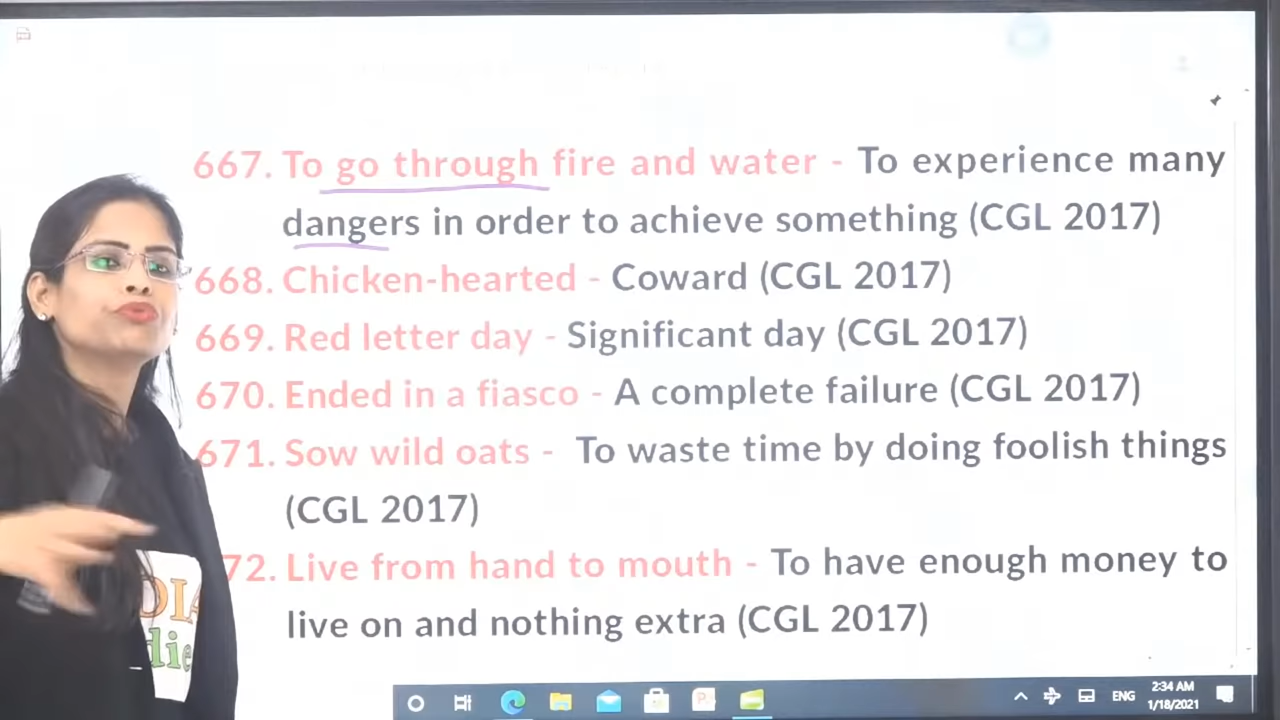 667. To go through fire and water - To experience many
dangers in order to achieve something (CGL 2017)
668. Chicken-hearted - Coward (CGL 2017)
669. Red letter day - Significant day (CGL 2017)
670. Ended in a fiasco - A complete failure (CGL 2017)
671. Sow wild oats - To waste time by doing foolish things
(CGL 2017)
72. Live from hand to mouth - To have enough money to
live on and nothing extra (CGL 2017)
ENG
2:34 AM
1/18/2021